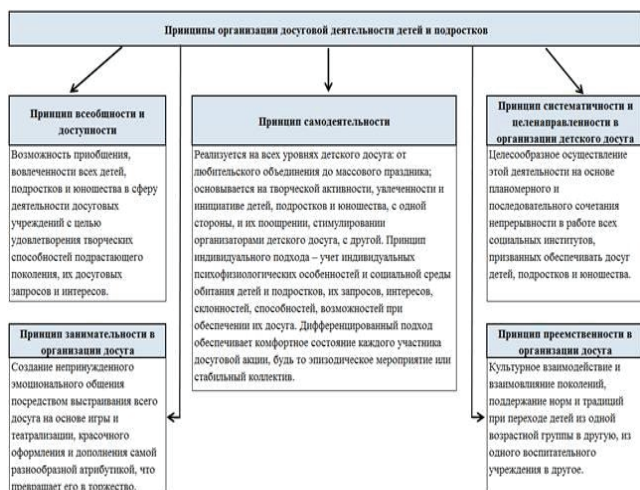 Принципы организации досуговой деятельности детей и подростков
Принцип всеобщности и
доступности
Возможность приобщения,
вовлеченности всех детей,
подростков и юношества в сферу
деятельности досуговых
учреждений с целью
удовлетворения творческих
способностей подрастающего
поколения, их досуговых
запросов и интересов.
Принцип самодеятельности
Реализуется на всех уровнях детского досуга: от
любительского объединения до массового праздника;
основывается на творческой активности, увлеченности и
инициативе детей, подростков и юношества, с одной
стороны, и их поощрении, стимулировании
организаторами детского досуга, с другой. Принцип
индивидуального подхода – учет индивидуальных
психофизиологических особенностей и социальной среды
обитания детей и подростков, их запросов, интересов,
склонностей, способностей, возможностей при
обеспечении их досуга. Дифференцированный подход
обеспечивает комфортное состояние каждого участника
досуговой акции, будь то эпизодическое мероприятие или
стабильный коллектив.
Принцип систематичности и
целенаправленности в
организации детского досуга
Целесообразное осуществление
этой деятельности на основе
планомерного и
последовательного сочетания
непрерывности в работе всех
социальных институтов,
призванных обеспечивать досуг
детей, подростков и юношества.
Принцип занимательности в
организации досуга
Создание непринужденного
эмоционального общения
посредством выстраивания всего
досуга на основе игры и
театрализации, красочного
оформления и дополнения самой
разнообразной атрибутикой, что
превращает его в торжество.
Принцип преемственности в
организации досуга
Культурное взаимодействие и
взаимовлияние поколений,
поддержание норм и традиций
при переходе детей из одной
возрастной группы в другую, из
одного воспитательного
учреждения в другое.